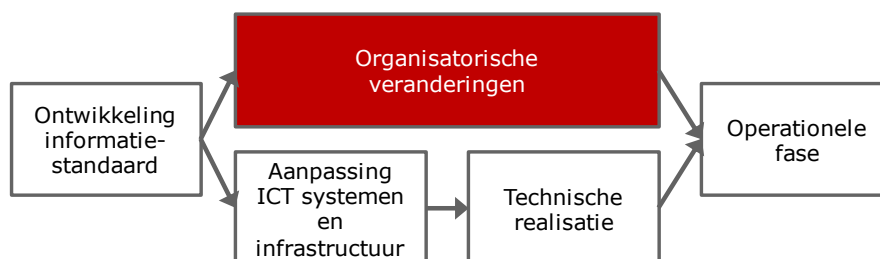 Organisatorische
veranderingen
Ontwikkeling
informatie-
standaard
Operationele
fase
Aanpassing
ICT systemen
en
infrastructuur
Technische
realisatie